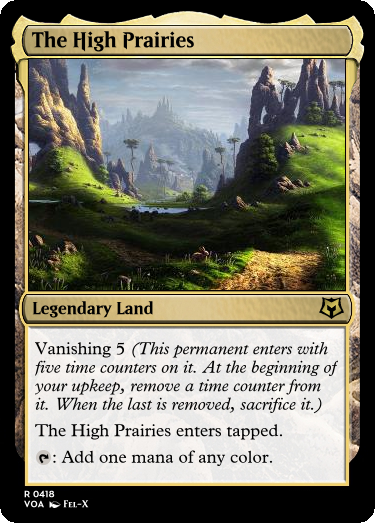 The High Prairies
Legendary Land
Vanishing 5 (This permanent enters with
five time counters on it. At the beginning of
your upkeep, remove a time counter from
it. When the last is removed, sacrifice it.)
The High Prairies enters tapped.
: Add one mana of any color.
R 0418
VOA Fel-X